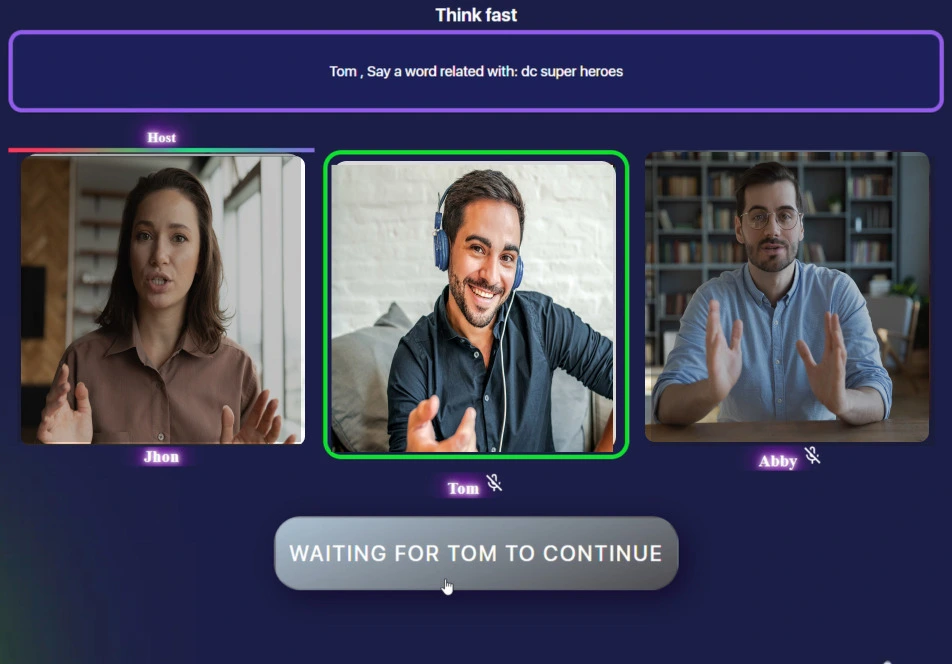 Think fast
Tom , Say a word related with: dc super heroes
Host
Jhon
Tom
Abby
WAITING FOR TOM TO CONTINUE